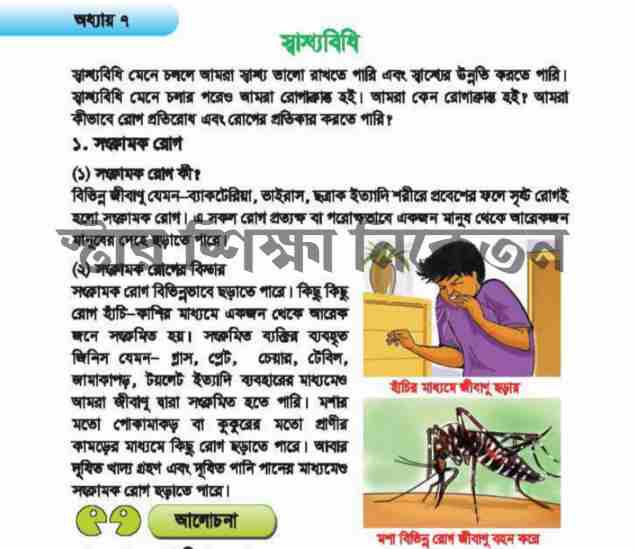 অধ্যায় ৭
স্বাস্থ্যবিধি
স্বাস্থ্যবিধি মেনে চললে আমরা স্বাস্থ্য ভালো রাখতে পারি এবং স্বাস্থ্যের উন্নতি করতে পারি।
স্বাস্থ্যবিধি মেনে চলার পরেও আমরা রোগাক্রান্ত হই। আমরা কেন রোগাক্রান্ত হই? আমরা
কীভাবে রোগ প্রতিরোধ এবং রোগের প্রতিকার করতে পারি?
১. সংক্রামক রোগ
(১) সংক্রামক রোগ কী?
বিভিন্ন জীবাণু যেমন–ব্যাকটেরিয়া, ভাইরাস, ছত্রাক ইত্যাদি শরীরে প্রবেশের ফলে সৃষ্ট রোগই
হলো সংক্রামক রোগ। এ সকল রোগ প্রত্যক্ষ বা পরোক্ষভাবে একজন মানুষ থেকে আরেকজন
মানুষের দেহে ছড়াতে পারে।
স্টার শিক্ষা নিকেতন
(২) সংক্রামক রোগের বিস্তার
সংক্রামক রোগ বিভিন্নভাবে ছড়াতে পারে। কিছু কিছু
রোগ হাঁচি–কাশির মাধ্যমে একজন থেকে আরেক
জনে সংক্রমিত হয়। সংক্রমিত ব্যক্তির ব্যবহৃত
জিনিস যেমন– গ্লাস, প্লেট, চেয়ার, টেবিল,
জামাকাপড়, টয়লেট ইত্যাদি ব্যবহারের মাধ্যমেও
আমরা জীবাণু দ্বারা সংক্রমিত হতে পারি। মশার
মতো পোকামাকড় বা কুকুরের মতো প্রাণীর
কামড়ের মাধ্যমে কিছু রোগ ছড়াতে পারে। আবার
দূষিত খাদ্য গ্রহণ এবং দূষিত পানি পানের মাধ্যমেও
সংক্রামক রোগ ছড়াতে পারে।
হাঁচির মাধ্যমে জীবাণু ছড়ায়
মশা বিভিন্ন রোগ জীবাণু বহন করে
আলোচনা